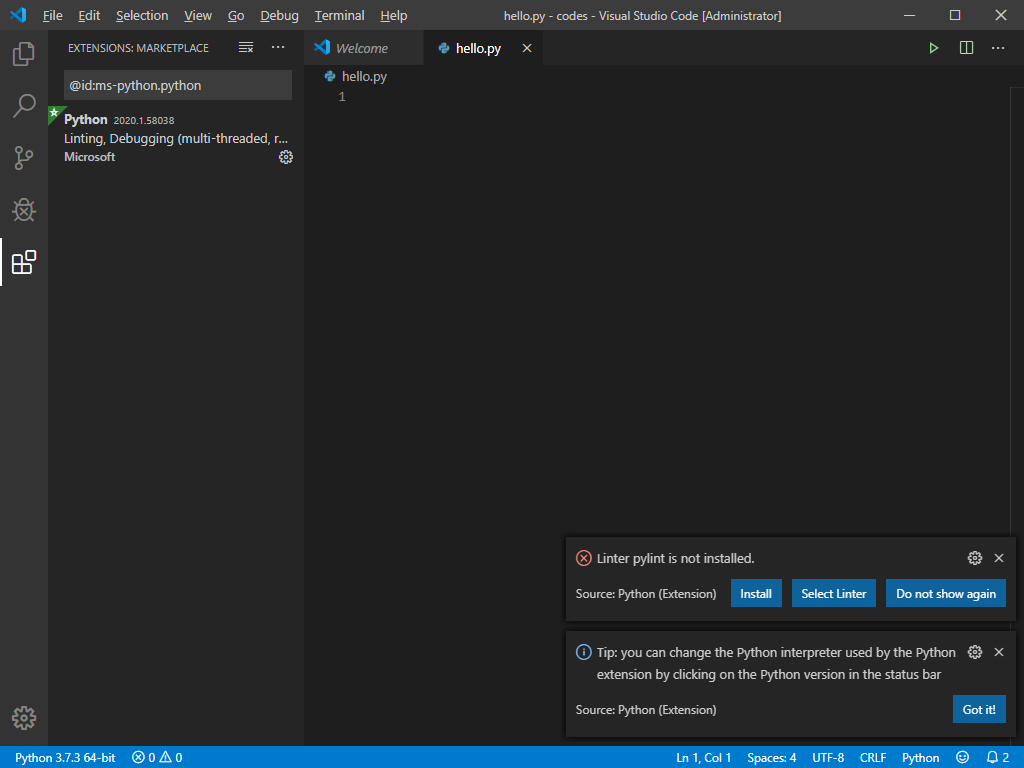 File Edit Selection View Go Debug Terminal Help hello.py - codes - Visual Studio Code [Administrator]
EXTENSIONS: MARKETPLACE
@id:ms-python.python
Python 2020.1.58038
Linting, Debugging (multi-threaded, r...
Microsoft
Welcome hello.py
hello.py
1
Linter pylint is not installed.
Source: Python (Extension) Install Select Linter Do not show again
Tip: you can change the Python interpreter used by the Python
extension by clicking on the Python version in the status bar
Source: Python (Extension) Got it!
Python 3.7.3 64-bit 0 0 Ln 1, Col 1 Spaces: 4 UTF-8 CRLF Python 2